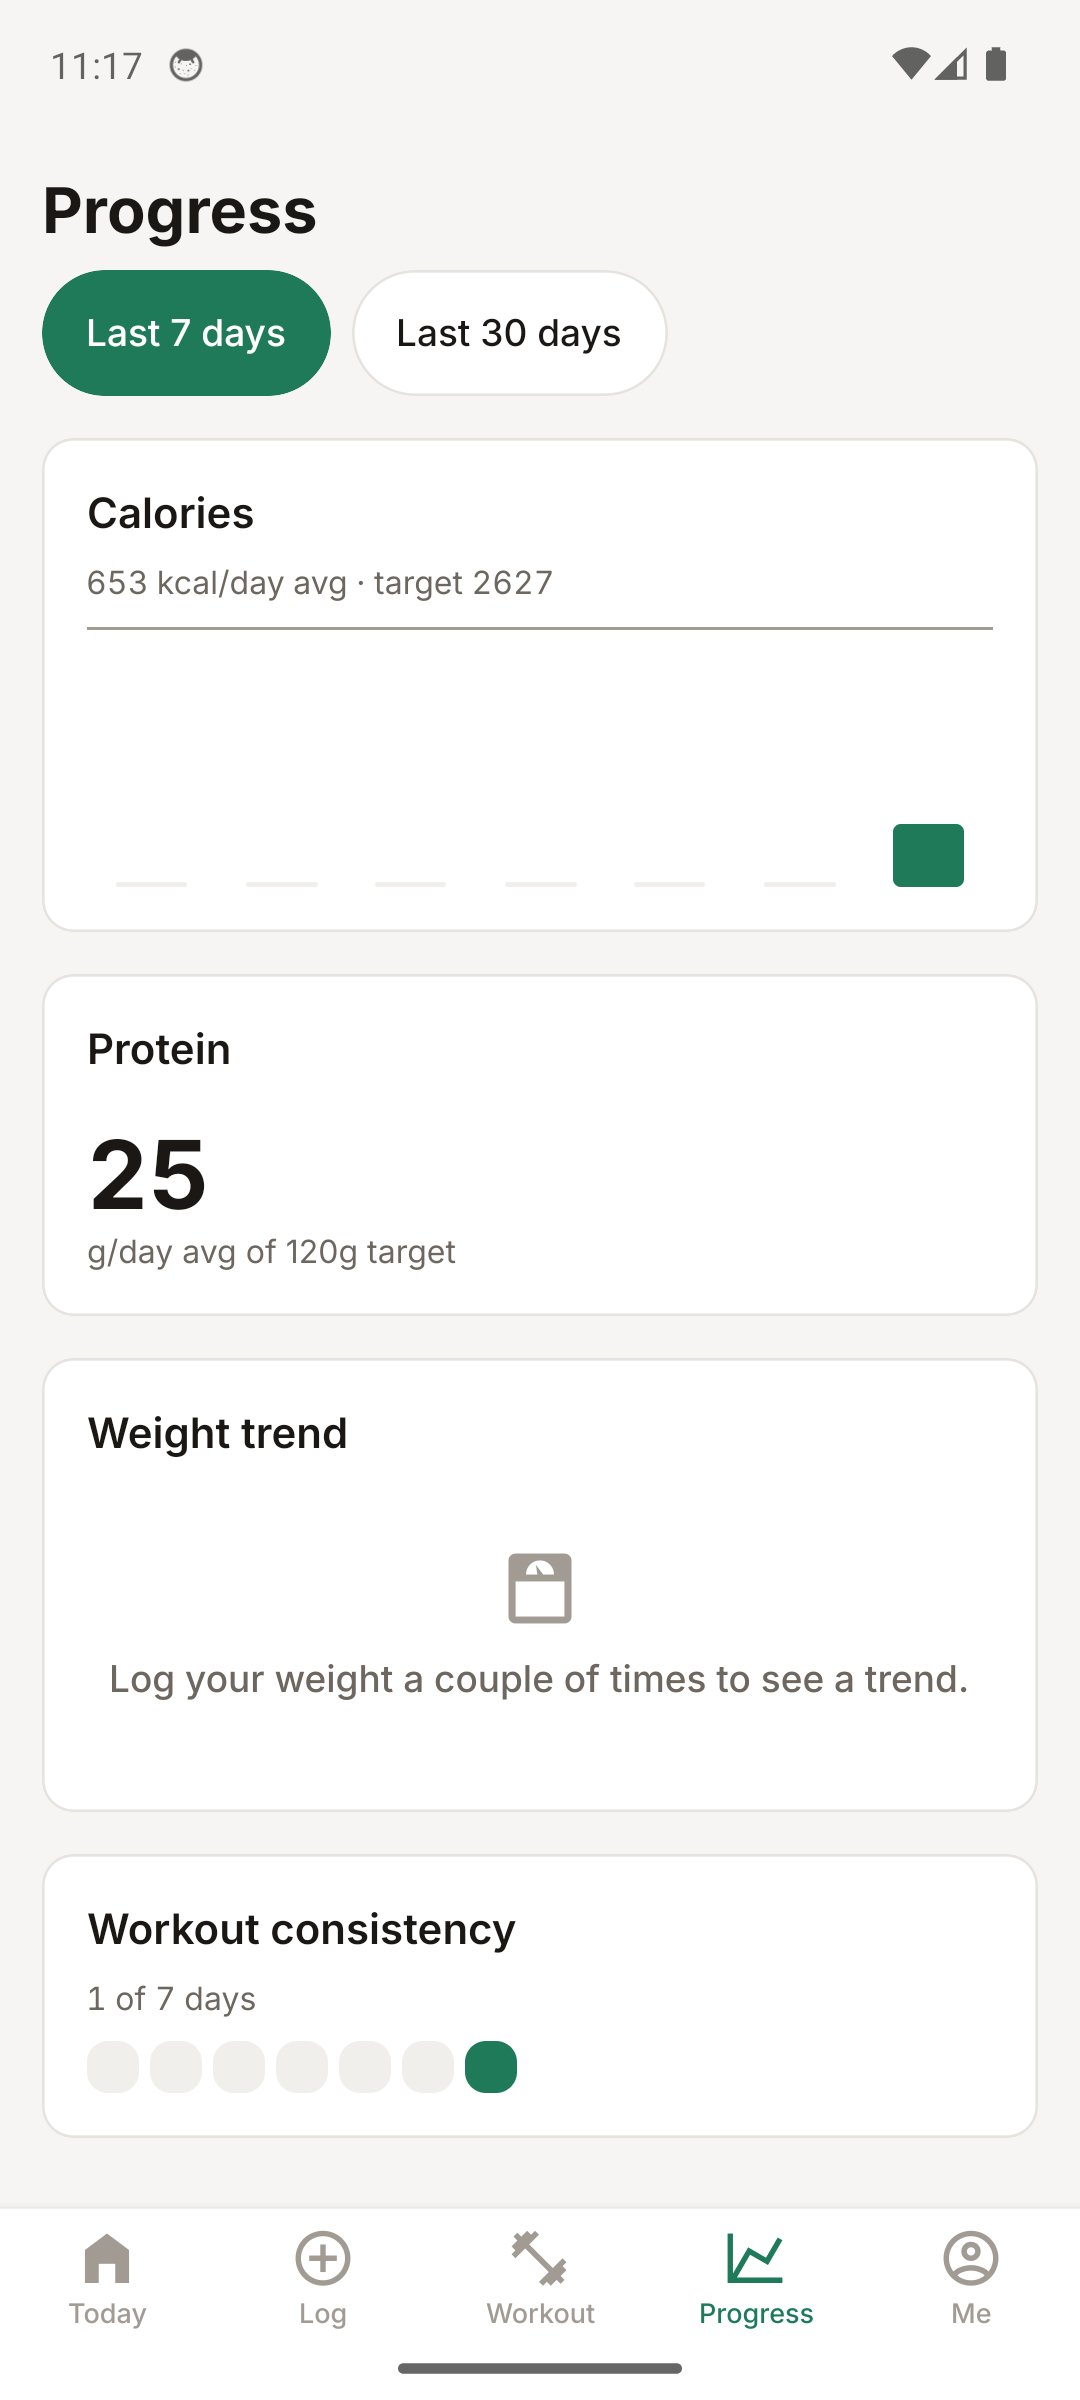 11:17
Progress
Last 7 days
Last 30 days
Calories
653 kcal/day avg · target 2627
Protein
25
g/day avg of 120g target
Weight trend
Log your weight a couple of times to see a trend.
Workout consistency
1 of 7 days
Today
Log
Workout
Progress
Me